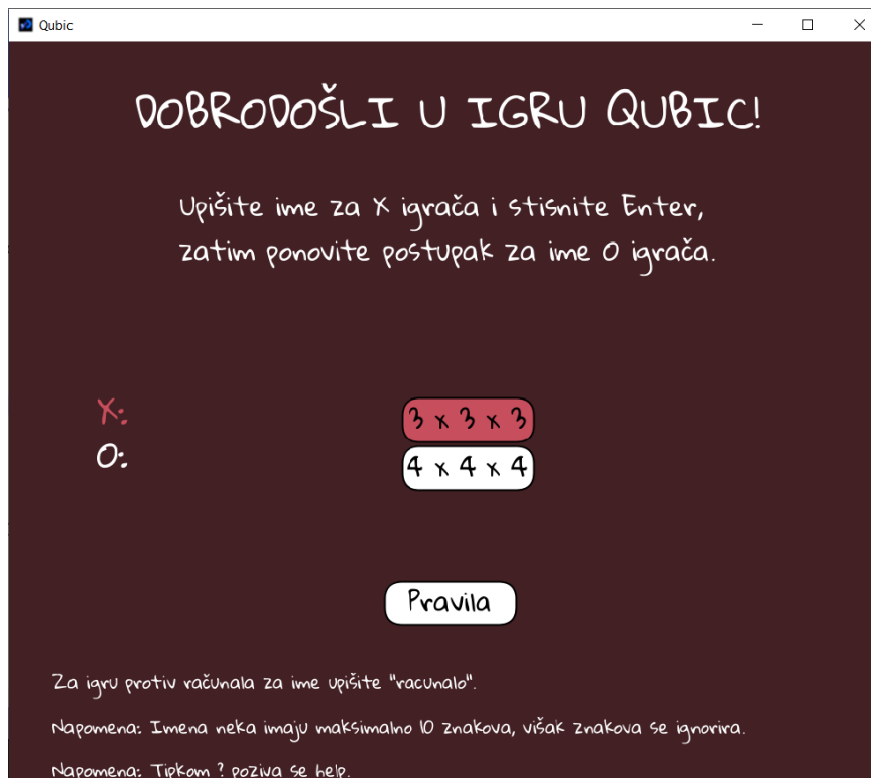 Qubic
DOBRODOŠLI U IGRU QUBIC!
Upišite ime za X igrača i stisnite Enter,
zatim ponovite postupak za ime O igrača.
X:
3 x 3 x 3
O:
4 x 4 x 4
Pravila
Za igru protiv računala za ime upišite "racunalo".
Napomena: Imena neka imaju maksimalno 10 znakova, višak znakova se ignorira.
Napomena: Tipkom ? poziva se help.